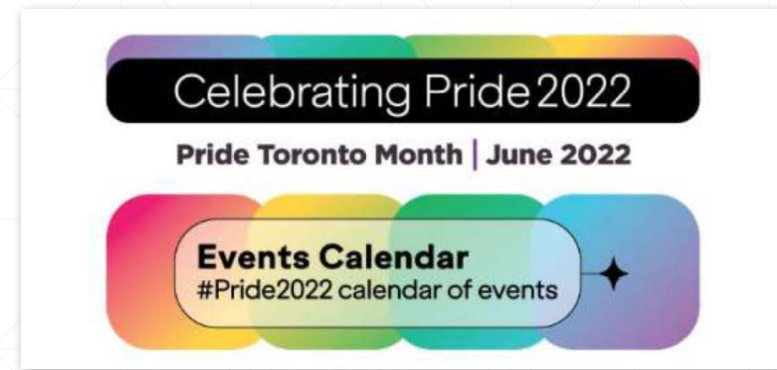 Celebrating Pride 2022
Pride Toronto Month | June 2022
Events Calendar
#Pride2022 calendar of events